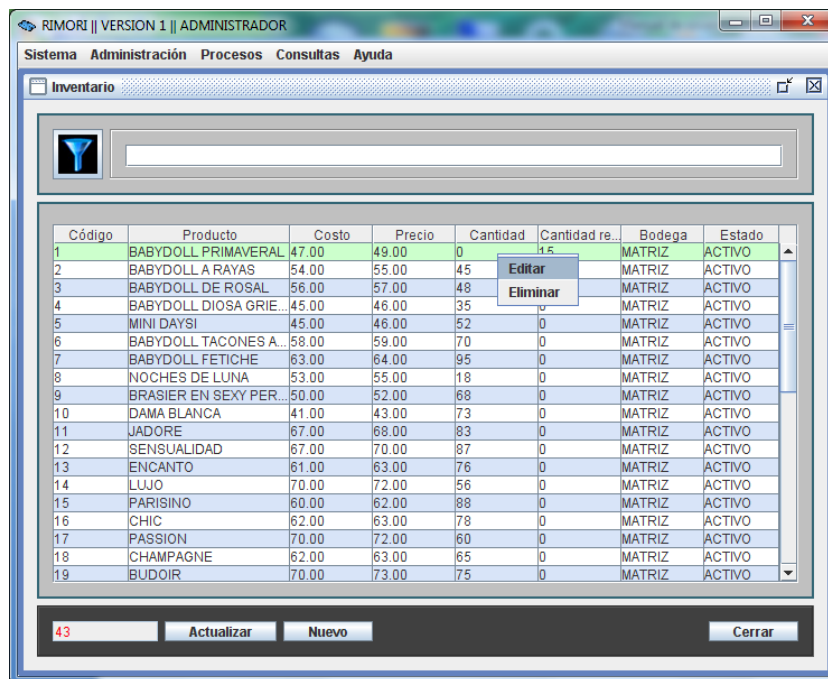 RIMORI || VERSION 1 || ADMINISTRADOR
Sistema Administración Procesos Consultas Ayuda
Inventario
Código Producto Costo Precio Cantidad Cantidad re... Bodega Estado
1 BABYDOLL PRIMAVERAL 47.00 49.00 0 15 MATRIZ ACTIVO
2 BABYDOLL A RAYAS 54.00 55.00 45 MATRIZ ACTIVO
Editar
3 BABYDOLL DE ROSAL 56.00 57.00 48 MATRIZ ACTIVO
Eliminar
4 BABYDOLL DIOSA GRIE... 45.00 46.00 35 0 MATRIZ ACTIVO
5 MINI DAYSI 45.00 46.00 52 0 MATRIZ ACTIVO
6 BABYDOLL TACONES A... 58.00 59.00 70 0 MATRIZ ACTIVO
7 BABYDOLL FETICHE 63.00 64.00 95 0 MATRIZ ACTIVO
8 NOCHES DE LUNA 53.00 55.00 18 0 MATRIZ ACTIVO
9 BRASIER EN SEXY PER... 50.00 52.00 68 0 MATRIZ ACTIVO
10 DAMA BLANCA 41.00 43.00 73 0 MATRIZ ACTIVO
11 JADORE 67.00 68.00 83 0 MATRIZ ACTIVO
12 SENSUALIDAD 67.00 70.00 87 0 MATRIZ ACTIVO
13 ENCANTO 61.00 63.00 76 0 MATRIZ ACTIVO
14 LUJO 70.00 72.00 56 0 MATRIZ ACTIVO
15 PARISINO 60.00 62.00 88 0 MATRIZ ACTIVO
16 CHIC 62.00 63.00 78 0 MATRIZ ACTIVO
17 PASSION 70.00 72.00 60 0 MATRIZ ACTIVO
18 CHAMPAGNE 62.00 63.00 65 0 MATRIZ ACTIVO
19 BUDOIR 70.00 73.00 75 0 MATRIZ ACTIVO
43 Actualizar Nuevo Cerrar